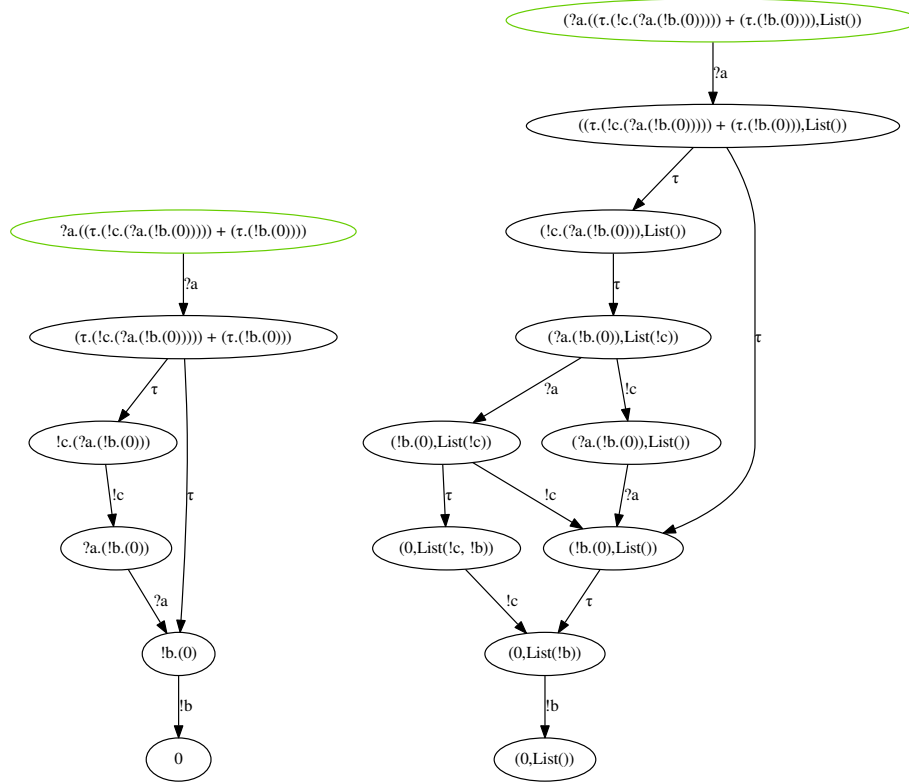 ?a.((τ.(!c.(?a.(!b.(0))))) + (τ.(!b.(0))))
?a
(τ.(!c.(?a.(!b.(0))))) + (τ.(!b.(0)))
τ
!c.(?a.(!b.(0)))
!c
τ
?a.(!b.(0))
?a
!b.(0)
!b
0
(?a.((τ.(!c.(?a.(!b.(0))))) + (τ.(!b.(0)))),List())
?a
((τ.(!c.(?a.(!b.(0))))) + (τ.(!b.(0))),List())
τ
(!c.(?a.(!b.(0))),List())
τ
(?a.(!b.(0)),List(!c))
τ
?a
!c
(!b.(0),List(!c))
(?a.(!b.(0)),List())
τ
!c
?a
(0,List(!c, !b))
(!b.(0),List())
!c
τ
(0,List(!b))
!b
(0,List())